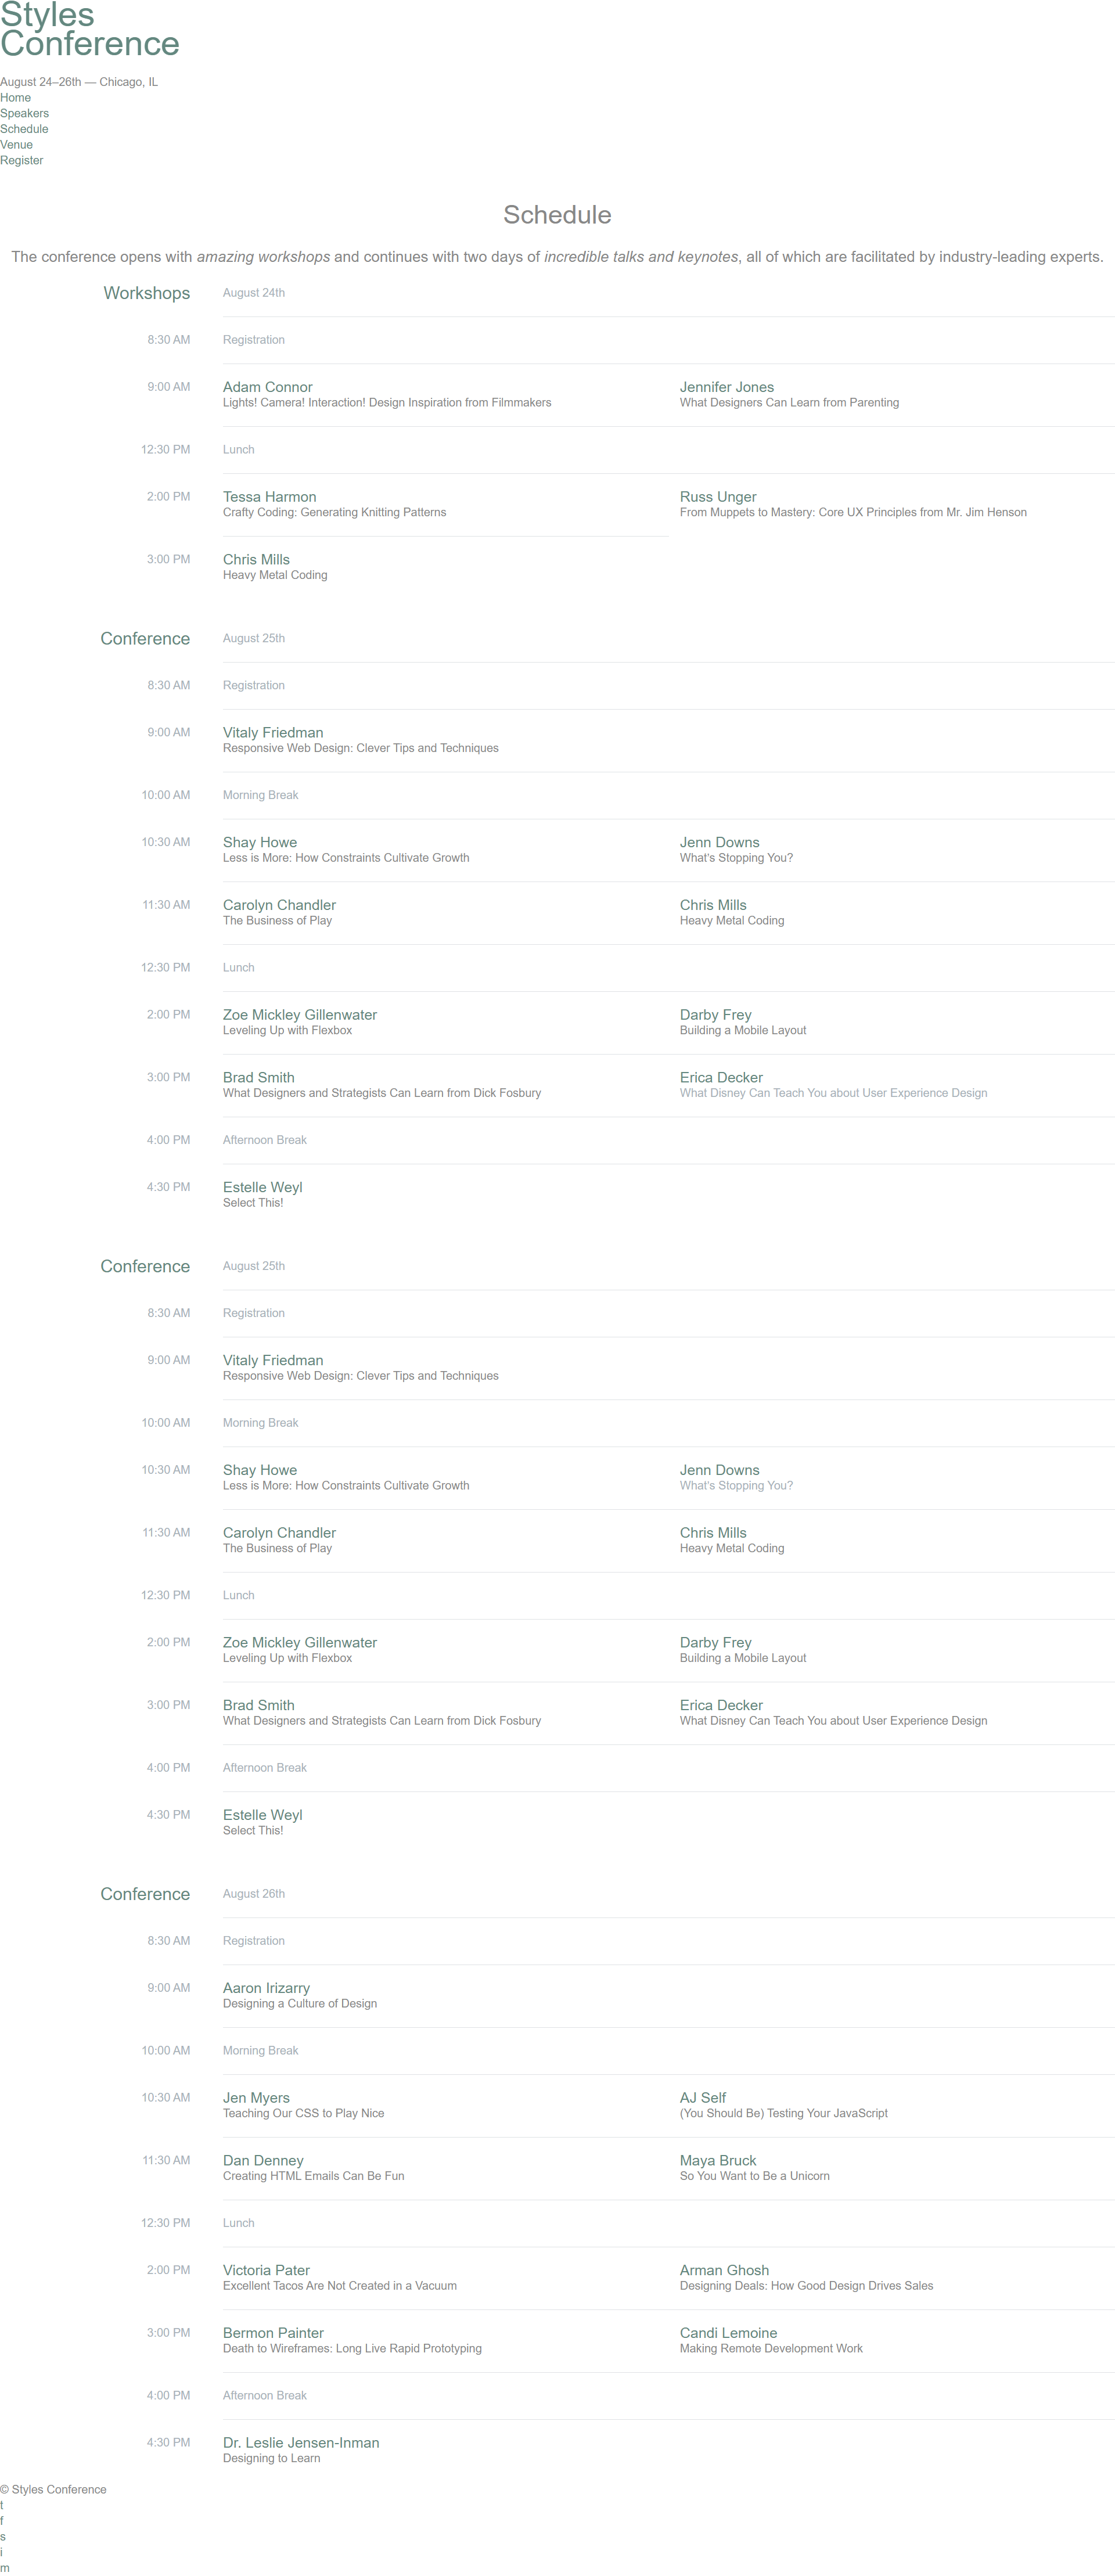 Styles
Conference
August 24–26th — Chicago, IL
Home
Speakers
Schedule
Venue
Register
Schedule
The conference opens with amazing workshops and continues with two days of incredible talks and keynotes, all of which are facilitated by industry-leading experts.
Workshops August 24th
8:30 AM Registration
9:00 AM Adam Connor Jennifer Jones
Lights! Camera! Interaction! Design Inspiration from Filmmakers What Designers Can Learn from Parenting
12:30 PM Lunch
2:00 PM Tessa Harmon Russ Unger
Crafty Coding: Generating Knitting Patterns From Muppets to Mastery: Core UX Principles from Mr. Jim Henson
3:00 PM Chris Mills
Heavy Metal Coding
Conference August 25th
8:30 AM Registration
9:00 AM Vitaly Friedman
Responsive Web Design: Clever Tips and Techniques
10:00 AM Morning Break
10:30 AM Shay Howe Jenn Downs
Less is More: How Constraints Cultivate Growth What's Stopping You?
11:30 AM Carolyn Chandler Chris Mills
The Business of Play Heavy Metal Coding
12:30 PM Lunch
2:00 PM Zoe Mickley Gillenwater Darby Frey
Leveling Up with Flexbox Building a Mobile Layout
3:00 PM Brad Smith Erica Decker
What Designers and Strategists Can Learn from Dick Fosbury What Disney Can Teach You about User Experience Design
4:00 PM Afternoon Break
4:30 PM Estelle Weyl
Select This!
Conference August 25th
8:30 AM Registration
9:00 AM Vitaly Friedman
Responsive Web Design: Clever Tips and Techniques
10:00 AM Morning Break
10:30 AM Shay Howe Jenn Downs
Less is More: How Constraints Cultivate Growth What's Stopping You?
11:30 AM Carolyn Chandler Chris Mills
The Business of Play Heavy Metal Coding
12:30 PM Lunch
2:00 PM Zoe Mickley Gillenwater Darby Frey
Leveling Up with Flexbox Building a Mobile Layout
3:00 PM Brad Smith Erica Decker
What Designers and Strategists Can Learn from Dick Fosbury What Disney Can Teach You about User Experience Design
4:00 PM Afternoon Break
4:30 PM Estelle Weyl
Select This!
Conference August 26th
8:30 AM Registration
9:00 AM Aaron Irizarry
Designing a Culture of Design
10:00 AM Morning Break
10:30 AM Jen Myers AJ Self
Teaching Our CSS to Play Nice (You Should Be) Testing Your JavaScript
11:30 AM Dan Denney Maya Bruck
Creating HTML Emails Can Be Fun So You Want to Be a Unicorn
12:30 PM Lunch
2:00 PM Victoria Pater Arman Ghosh
Excellent Tacos Are Not Created in a Vacuum Designing Deals: How Good Design Drives Sales
3:00 PM Bermon Painter Candi Lemoine
Death to Wireframes: Long Live Rapid Prototyping Making Remote Development Work
4:00 PM Afternoon Break
4:30 PM Dr. Leslie Jensen-Inman
Designing to Learn
© Styles Conference
t
f
s
i
m